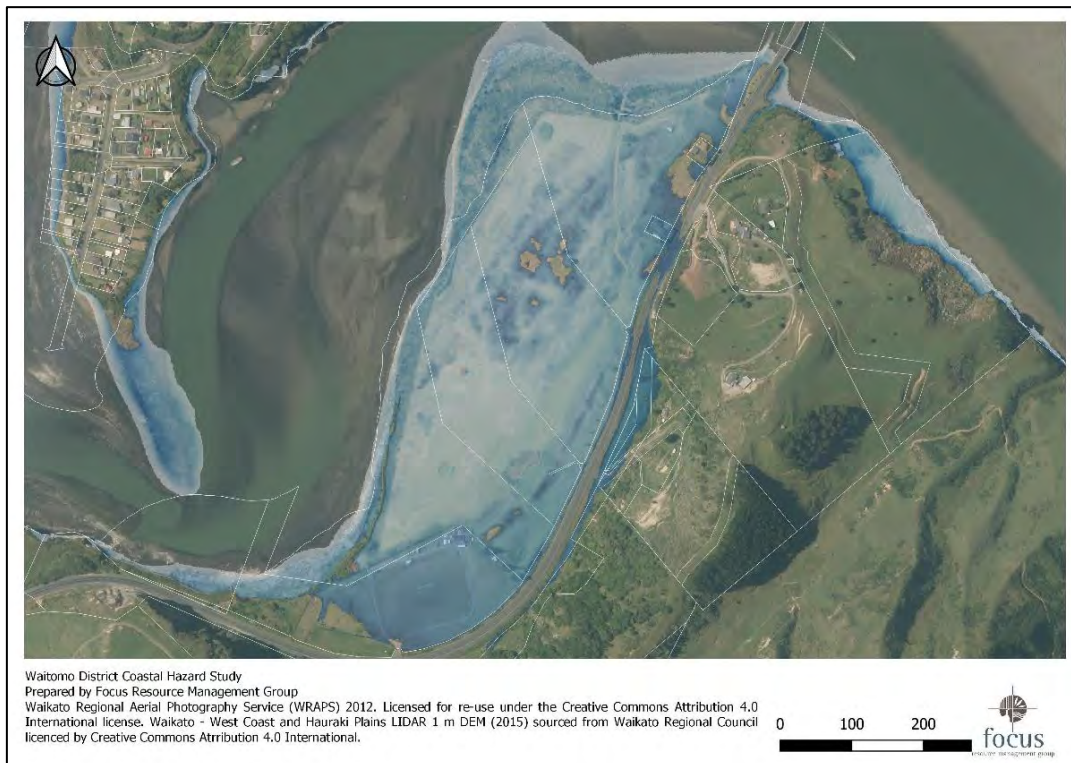 Waitomo District Coastal Hazard Study
Prepared by Focus Resource Management Group
Waikato Regional Aerial Photography Service (WRAPS) 2012. Licensed for re-use under the Creative Commons Attribution 4.0
International license. Waikato - West Coast and Hauraki Plains LIDAR 1 m DEM (2015) sourced from Waikato Regional Council
licenced by Creative Commons Atrribution 4.0 International.
0 100 200
focus
resource management group